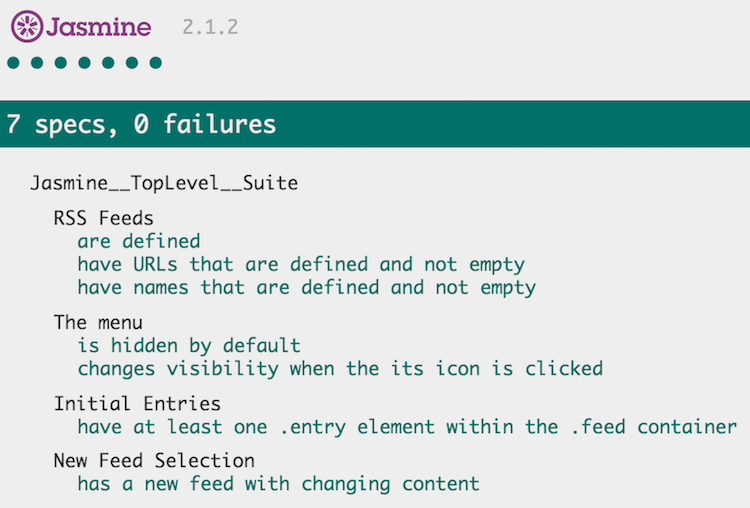 Jasmine 2.1.2
7 specs, 0 failures
Jasmine__TopLevel__Suite
RSS Feeds
are defined
have URLs that are defined and not empty
have names that are defined and not empty
The menu
is hidden by default
changes visibility when the its icon is clicked
Initial Entries
have at least one .entry element within the .feed container
New Feed Selection
has a new feed with changing content